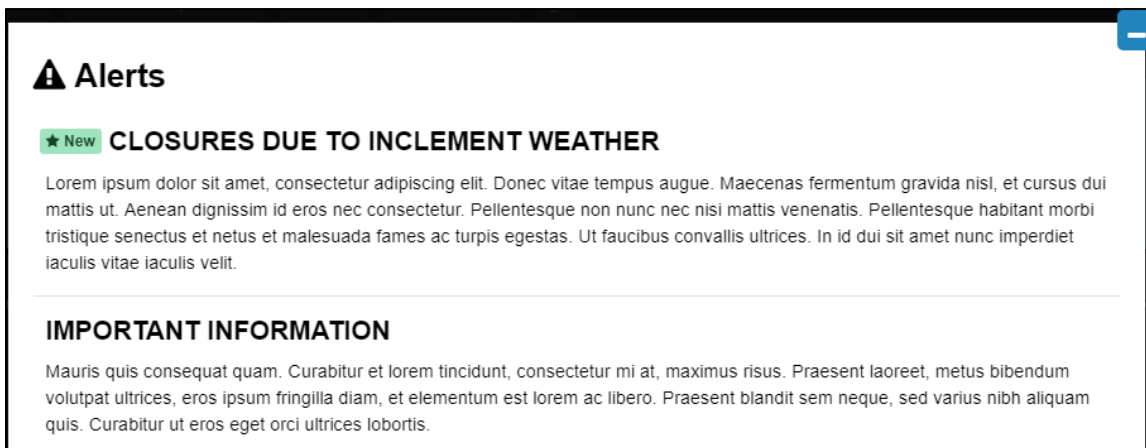 Alerts
New CLOSURES DUE TO INCLEMENT WEATHER
Lorem ipsum dolor sit amet, consectetur adipiscing elit. Donec vitae tempus augue. Maecenas fermentum gravida nisl, et cursus dui
mattis ut. Aenean dignissim id eros nec consectetur. Pellentesque non nunc nec nisi mattis venenatis. Pellentesque habitant morbi
tristique senectus et netus et malesuada fames ac turpis egestas. Ut faucibus convallis ultrices. In id dui sit amet nunc imperdiet
iaculis vitae iaculis velit.
IMPORTANT INFORMATION
Mauris quis consequat quam. Curabitur et lorem tincidunt, consectetur mi at, maximus risus. Praesent laoreet, metus bibendum
volutpat ultrices, eros ipsum fringilla diam, et elementum est lorem ac libero. Praesent blandit sem neque, sed varius nibh aliquam
quis. Curabitur ut eros eget orci ultrices lobortis.